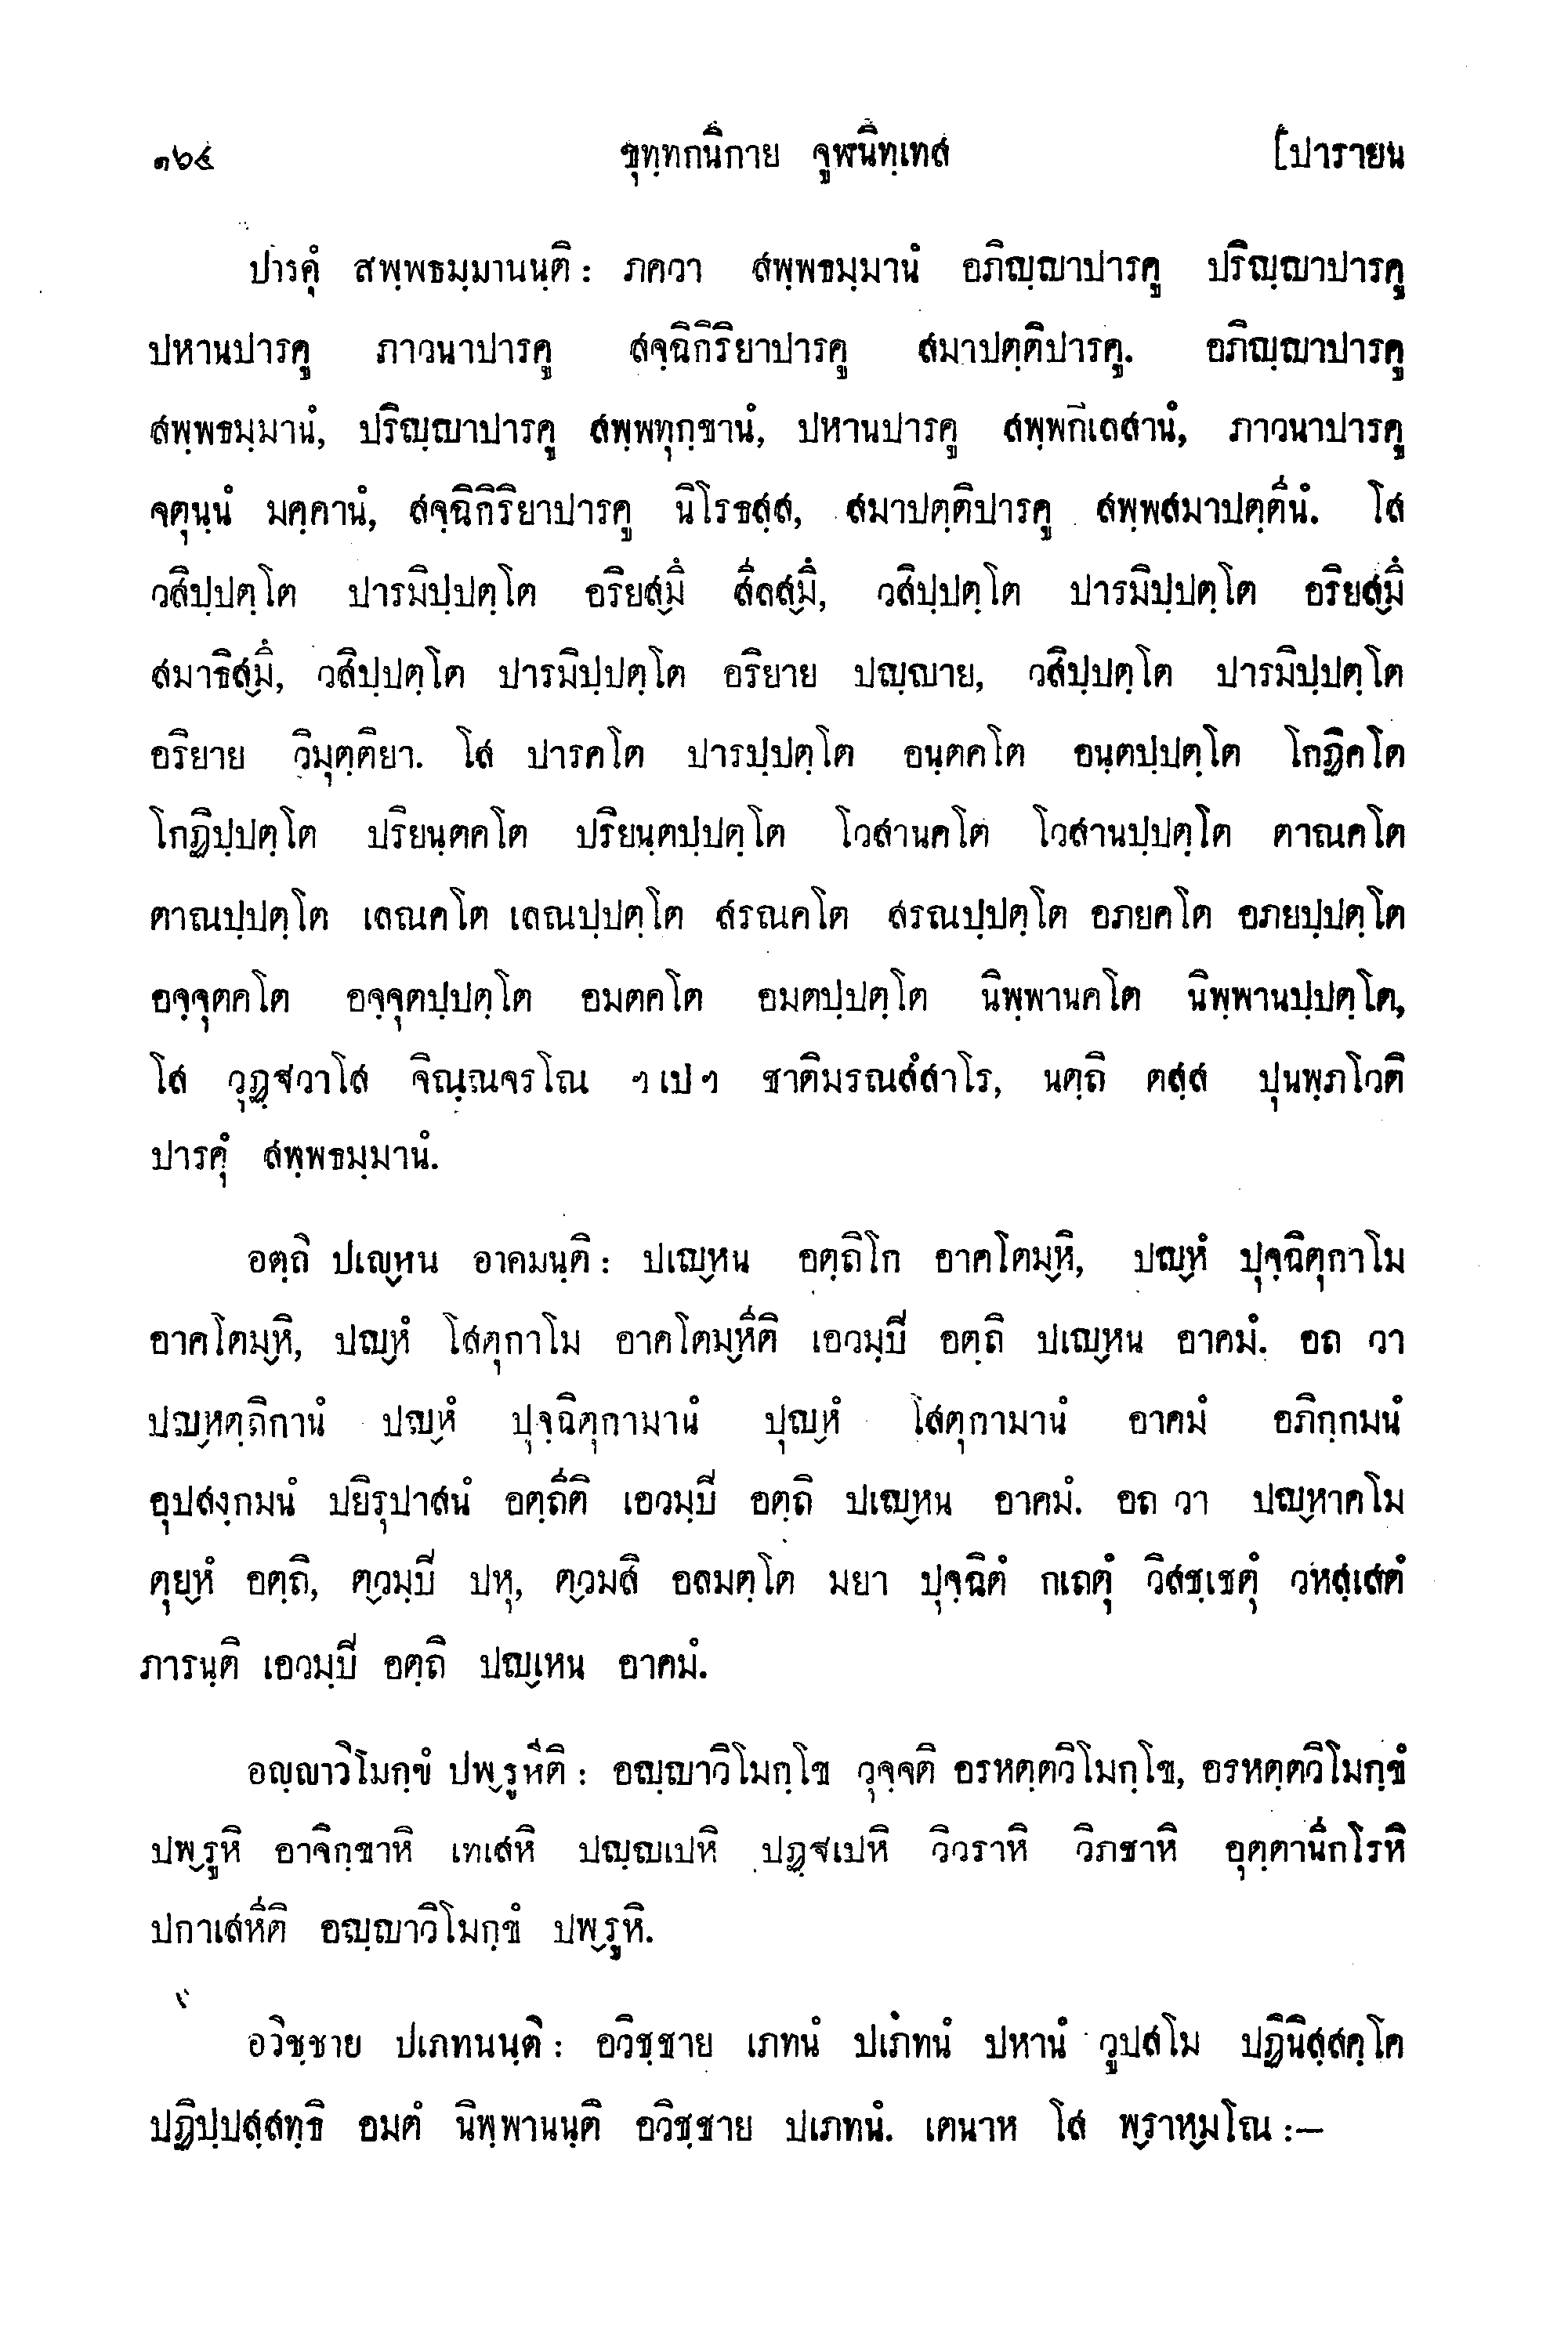 ๑๖๔ ขุทฺทกนิกาย จูฬนิทฺเทส [โปารายน
ปารคุํ สพฺพธมฺมานนฺติ : ภควา สพฺพธมฺมานํ อภิญฺญาปารคู ปริญฺญาปารคู
ปหานปารคู ภาวนาปารคู สจฺฉิกิริยาปารคู สมาปตฺติปารคู. อภิญฺญาปารคู
สพฺพธมฺมานํ, ปริญฺญาปารคู สพฺพทุกฺขานํ, ปหานปารคู สพฺพกิเลสานํ, ภาวนาปารคู
จตุนฺนํ มคฺคานํ, สจฺฉิกิริยาปารคู นิโรธสฺส, สมาปตฺติปารคู สพฺพสมาปตฺตีนํ. โส
วสิปฺปตฺโต ปารมิปฺปตฺโต อริยสฺมึ สีลสฺมึ, วสิปฺปตฺโต ปารมิปฺปตฺโต อริยสฺมึ
สมาธิสฺมึ, วสิปฺปตฺโต ปารมิปฺปตฺโต อริยาย ปญฺญาย, วสิปฺปตฺโต ปารมิปฺปตฺโต
อริยาย วิมุตฺติยา. โส ปารคโต ปารปฺปตฺโต อนฺตคโต อนฺตปฺปตฺโต โกฏิคโต
โกฏิปฺปตฺโต ปริยนฺตคโต ปริยนฺตปฺปตฺโต โวสานคโต โวสานปฺปตฺโต ตาณคโต
ตาณปฺปตฺโต เลณคโต เลณปฺปตฺโต สรณคโต สรณปฺปตฺโต อภยคโต อภยปฺปตฺโต
อจฺจุตคโต อจฺจุตปฺปตฺโต อมตคโต อมตปฺปตฺโต นิพฺพานคโต นิพฺพานปฺปตฺโต,
โส วุฏฺฐวาโส จิณฺณจรโณ ฯเปฯ ชาติมรณสํสาโร, นตฺถิ ตสฺส ปุนพฺภโวติ
ปารคุํ สพฺพธมฺมานํ.
อตฺถิ ปเญฺหน อาคมนฺติ : ปเญฺหน อตฺถิโก อาคโตมฺหิ, ปญฺหํ ปุจฺฉิตุกาโม
อาคโตมฺหิ, ปญฺหํ โสตุกาโม อาคโตมฺหีติ เอวมฺปิ อตฺถิ ปเญฺหน อาคมํ. อถ วา
ปญฺหตฺถิกานํ ปญฺหํ ปุจฺฉิตุกามานํ ปุญฺหํ โสตุกามานํ อาคมํ อภิกฺกมนํ
อุปสงฺกมนํ ปยิรุปาสนํ อตฺถีติ เอวมฺปิ อตฺถิ ปเญฺหน อาคมํ. อถ วา ปญฺหาคโม
ตุยฺหํ อตฺถิ, ตฺวมฺปิ ปหุ, ตฺวมสิ อลมตฺโต มยา ปุจฺฉิตํ กเถตุํ วิสชฺเชตุํ วหสฺเสตํ
ภารนฺติ เอวมฺปิ อตฺถิ ปญฺเหน อาคมํ.
อญฺญาวิโมกฺขํ ปพฺรูหีติ : อญฺญาวิโมกฺโข วุจฺจติ อรหตฺตวิโมกฺโข, อรหตฺตวิโมกฺขํ
ปพฺรูหิ อาจิกฺขาหิ เทเสหิ ปญฺญเปหิ ปฏฺฐเปหิ วิวราหิ วิภชาหิ อุตฺตานีกโรหิ
ปกาเสหีติ อญฺญาวิโมกฺขํ ปพฺรูหิ.
อวิชฺชาย ปเภทนนฺติ : อวิชฺชาย เภทนํ ปเภทนํ ปหานํ วูปสโม ปฏินิสฺสคฺโค
ปฏิปฺปสฺสทฺธิ อมตํ นิพฺพานนฺติ อวิชฺชาย ปเภทนํ. เตนาห โส พฺราหฺมโณ :—